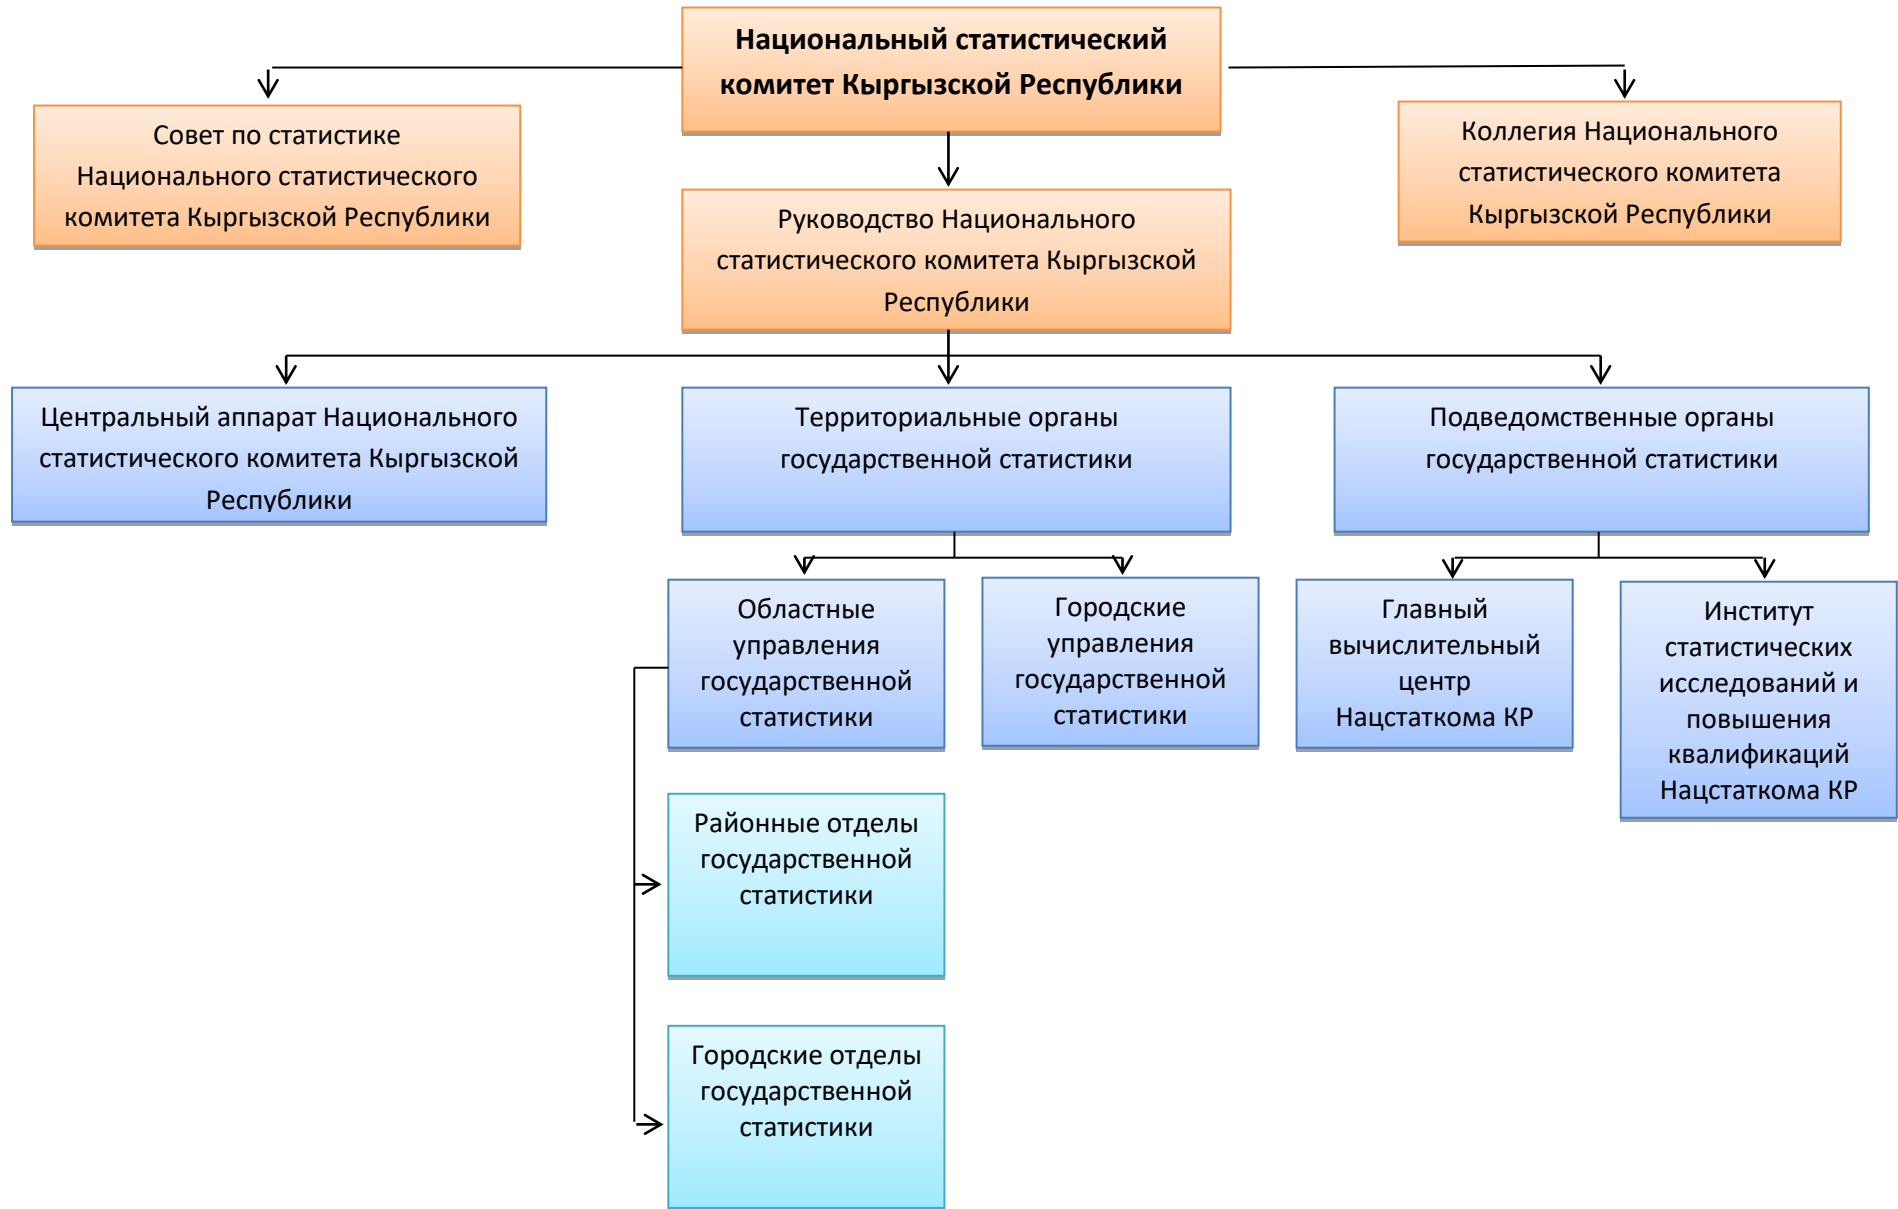 Национальный статистический
комитет Кыргызской Республики
Совет по статистике
Национального статистического
комитета Кыргызской Республики
Коллегия Национального
статистического комитета
Кыргызской Республики
Руководство Национального
статистического комитета Кыргызской
Республики
Центральный аппарат Национального
статистического комитета Кыргызской
Республики
Территориальные органы
государственной статистики
Подведомственные органы
государственной статистики
Областные
управления
государственной
статистики
Городские
управления
государственной
статистики
Главный
вычислительный
центр
Нацстаткома КР
Институт
статистических
исследований и
повышения
квалификаций
Нацстаткома КР
Районные отделы
государственной
статистики
Городские отделы
государственной
статистики